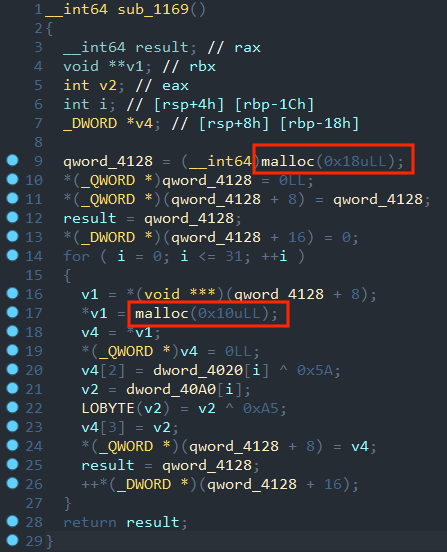 1 __int64 sub_1169()
2 {
3 __int64 result; // rax
4 void **v1; // rbx
5 int v2; // eax
6 int i; // [rsp+4h] [rbp-1Ch]
7 _DWORD *v4; // [rsp+8h] [rbp-18h]
8
9 qword_4128 = (__int64)malloc(0x18uLL);
10 *(_QWORD *)qword_4128 = 0LL;
11 *(_QWORD *)(qword_4128 + 8) = qword_4128;
12 result = qword_4128;
13 *(_DWORD *)(qword_4128 + 16) = 0;
14 for ( i = 0; i <= 31; ++i )
15 {
16 v1 = *(void ***)(qword_4128 + 8);
17 *v1 = malloc(0x10uLL);
18 v4 = *v1;
19 *(_QWORD *)v4 = 0LL;
20 v4[2] = dword_4020[i] ^ 0x5A;
21 v2 = dword_40A0[i];
22 LOBYTE(v2) = v2 ^ 0xA5;
23 v4[3] = v2;
24 *(_QWORD *)(qword_4128 + 8) = v4;
25 result = qword_4128;
26 ++*(_DWORD *)(qword_4128 + 16);
27 }
28 return result;
29 }